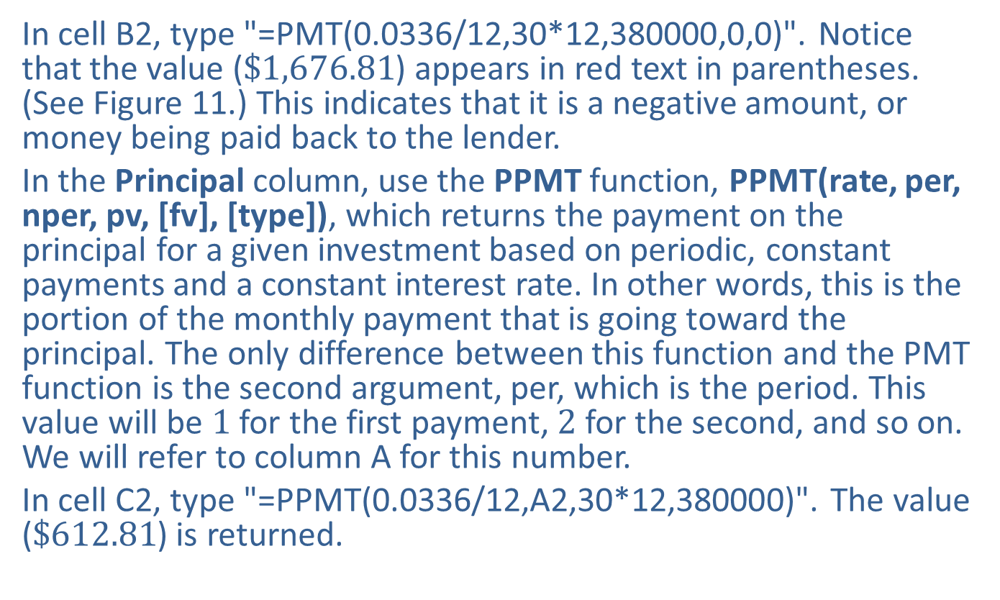 In cell B2, type "=PMT(0.0336/12,30*12,380000,0,0)". Notice
that the value ($1,676.81) appears in red text in parentheses.
(See Figure 11.) This indicates that it is a negative amount, or
money being paid back to the lender.
In the Principal column, use the PPMT function, PPMT(rate, per,
nper, pv, [fv], [type]), which returns the payment on the
principal for a given investment based on periodic, constant
payments and a constant interest rate. In other words, this is the
portion of the monthly payment that is going toward the
principal. The only difference between this function and the PMT
function is the second argument, per, which is the period. This
value will be 1 for the first payment, 2 for the second, and so on.
We will refer to column A for this number.
In cell C2, type "=PPMT(0.0336/12,A2,30*12,380000)". The value
($612.81) is returned.